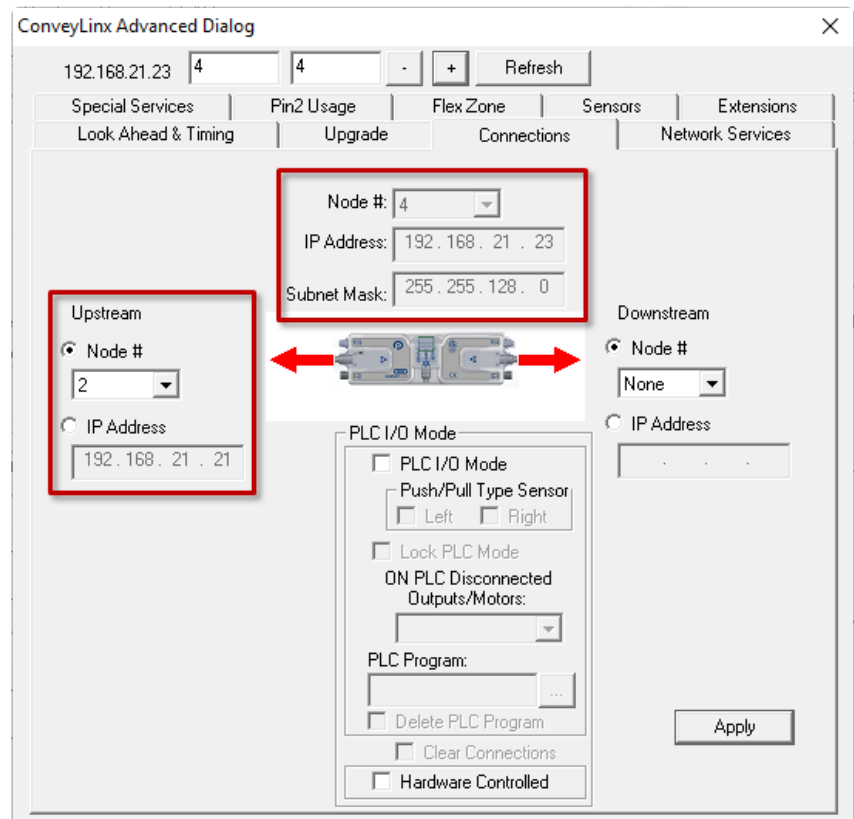 ConveyLinx Advanced Dialog
192.168.21.23 4 4 - + Refresh
Special Services Pin2 Usage Flex Zone Sensors Extensions
Look Ahead & Timing Upgrade Connections Network Services
Node #: 4
IP Address: 192 . 168 . 21 . 23
Subnet Mask: 255 . 255 . 128 . 0
Upstream
Node #
2
IP Address
192 . 168 . 21 . 21
Downstream
Node #
None
IP Address
. . .
PLC I/O Mode
PLC I/O Mode
Push/Pull Type Sensor
Left Right
Lock PLC Mode
ON PLC Disconnected
Outputs/Motors:
PLC Program:
...
Delete PLC Program
Clear Connections
Hardware Controlled
Apply